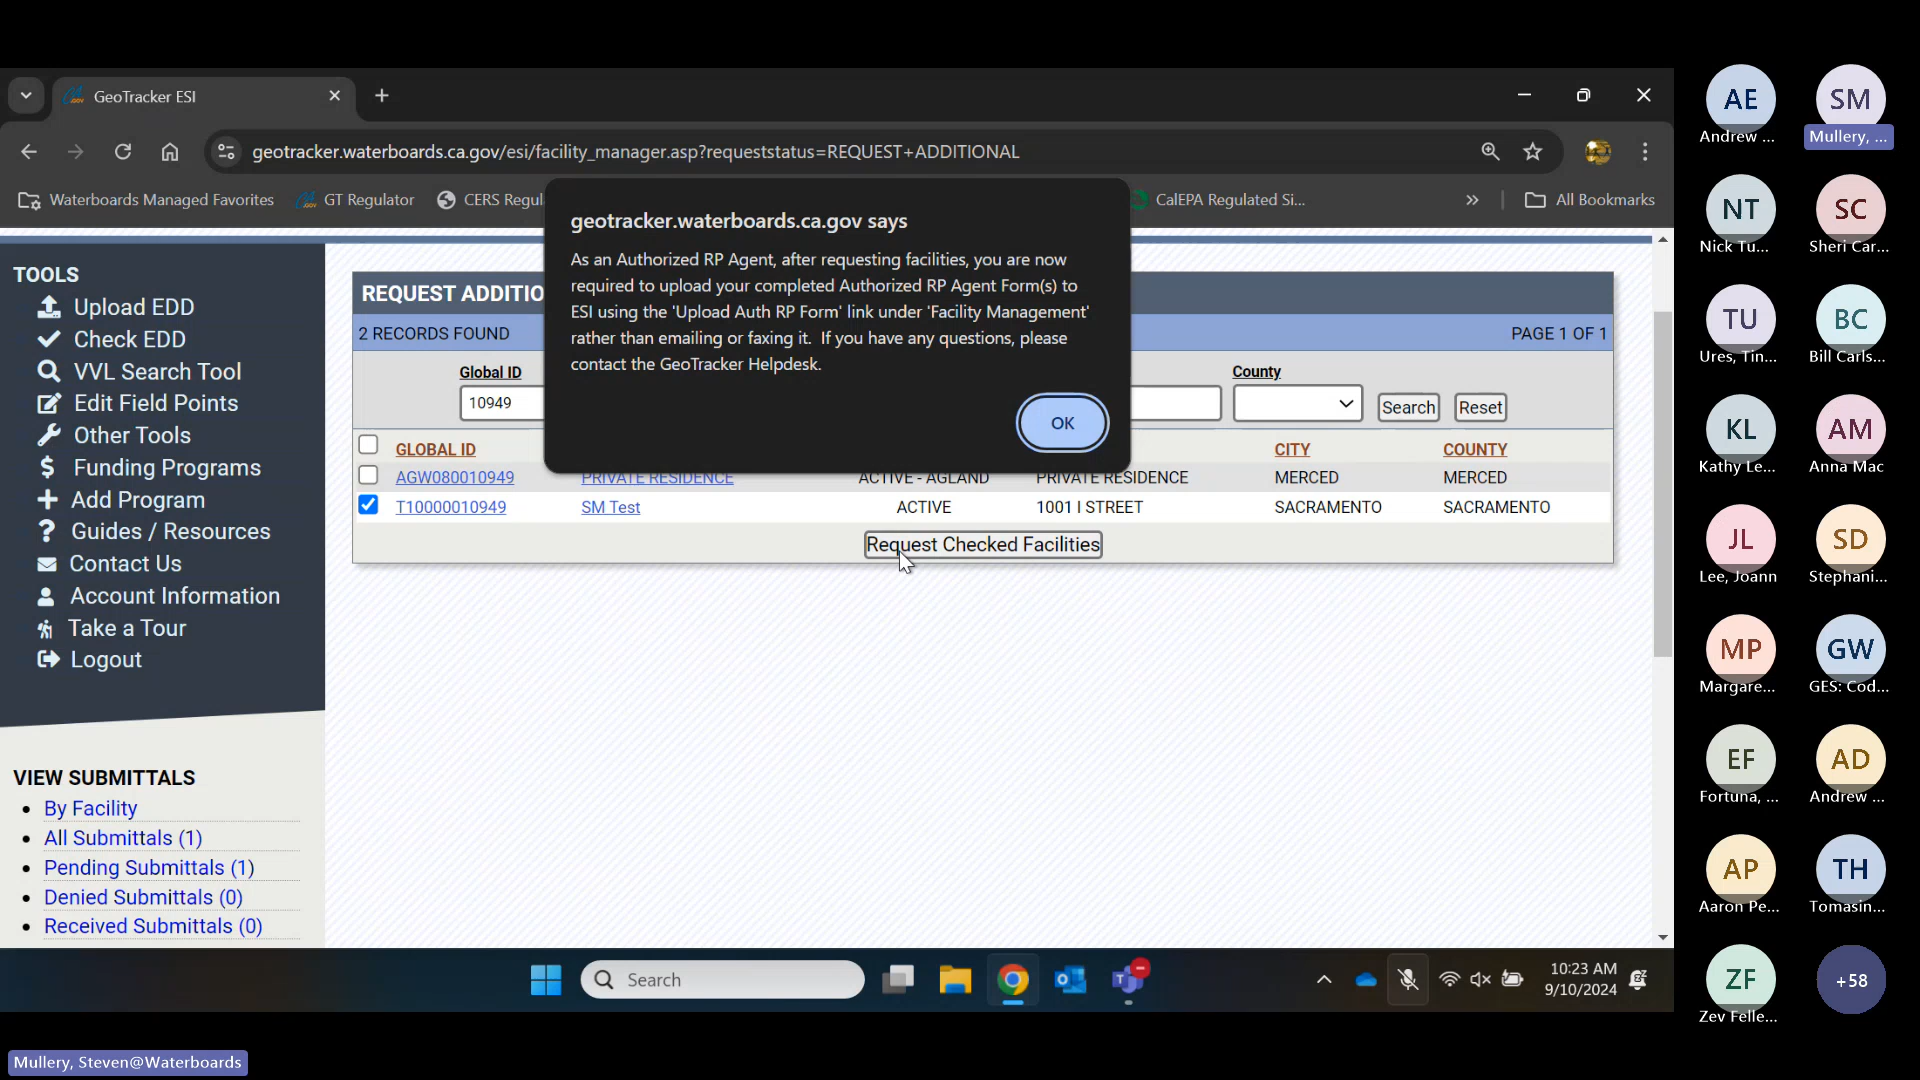 GeoTracker ESI
geotracker.waterboards.ca.gov/esi/facility_manager.asp?requeststatus=REQUEST+ADDITIONAL
Waterboards Managed Favorites
GT Regulator
CERS Regul
CalEPA Regulated Si...
All Bookmarks
geotracker.waterboards.ca.gov says
As an Authorized RP Agent, after requesting facilities, you are now
required to upload your completed Authorized RP Agent Form(s) to
ESI using the 'Upload Auth RP Form' link under 'Facility Management'
rather than emailing or faxing it. If you have any questions, please
contact the GeoTracker Helpdesk.
OK
TOOLS
Upload EDD
Check EDD
VVL Search Tool
Edit Field Points
Other Tools
Funding Programs
Add Program
Guides / Resources
Contact Us
Account Information
Take a Tour
Logout
VIEW SUBMITTALS
By Facility
All Submittals (1)
Pending Submittals (1)
Denied Submittals (0)
Received Submittals (0)
REQUEST ADDITIO
2 RECORDS FOUND
PAGE 1 OF 1
Global ID
County
10949
Search
Reset
GLOBAL ID
CITY
COUNTY
AGW080010949 PRIVATE RESIDENCE ACTIVE - AGLAND PRIVATE RESIDENCE MERCED MERCED
T10000010949 SM Test ACTIVE 1001 I STREET SACRAMENTO SACRAMENTO
Request Checked Facilities
Search
10:23 AM
9/10/2024
AE
Andrew ...
SM
Mullery, ...
NT
Nick Tu...
SC
Sheri Car...
TU
Ures, Tin...
BC
Bill Carls...
KL
Kathy Le...
AM
Anna Mac
JL
Lee, Joann
SD
Stephani...
MP
Margare...
GW
GES: Cod...
EF
Fortuna, ...
AD
Andrew ...
AP
Aaron Pe...
TH
Tomasin...
ZF
Zev Felle...
+58
Mullery, Steven@Waterboards